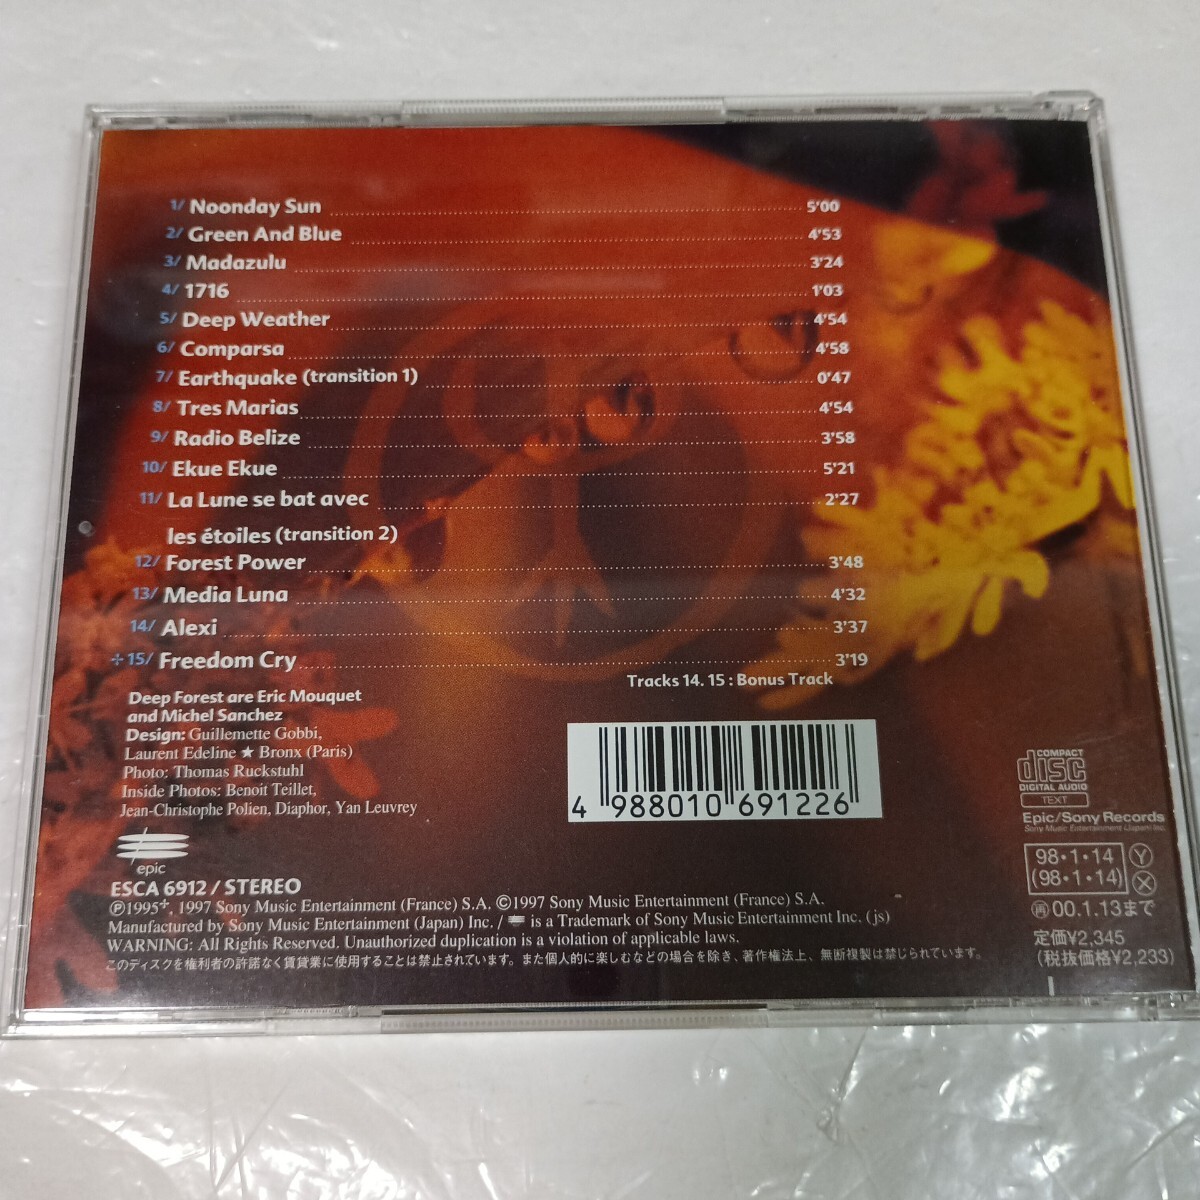 1/ Noonday Sun 5'00
2/ Green And Blue 4'53
3/ Madazulu 3'24
4/ 1716 1'03
5/ Deep Weather 4'54
6/ Comparsa 4'58
7/ Earthquake (transition 1) 0'47
8/ Tres Marias 4'54
9/ Radio Belize 3'58
10/ Ekue Ekue 5'21
11/ La Lune se bat avec 2'27
les étoiles (transition 2)
12/ Forest Power 3'48
13/ Media Luna 4'32
14/ Alexi 3'37
+15/ Freedom Cry 3'19
Tracks 14. 15 : Bonus Track
Deep Forest are Eric Mouquet
and Michel Sanchez
Design: Guillemette Gobbi,
Laurent Edeline ★ Bronx (Paris)
Photo: Thomas Ruckstuhl
Inside Photos: Benoit Teillet,
Jean-Christophe Polien, Diaphor, Yan Leuvrey
4 988010 691226
epic
ESCA 6912 / STEREO
Ⓟ1995+, 1997 Sony Music Entertainment (France) S.A. ©1997 Sony Music Entertainment (France) S.A.
Manufactured by Sony Music Entertainment (Japan) Inc. / is a Trademark of Sony Music Entertainment Inc. (js)
WARNING: All Rights Reserved. Unauthorized duplication is a violation of applicable laws.
このディスクを権利者の許諾なく賃貸業に使用することは禁止されています。また個人的に楽しむなどの場合を除き、著作権法上、無断複製は禁じられています。
COMPACT
disc
DIGITAL AUDIO
TEXT
Epic/Sony Records
Sony Music Entertainment (Japan) Inc.
98・1・14 Ⓨ
(98・1・14) Ⓧ
㊢00.1.13まで
定価¥2,345
(税抜価格¥2,233)